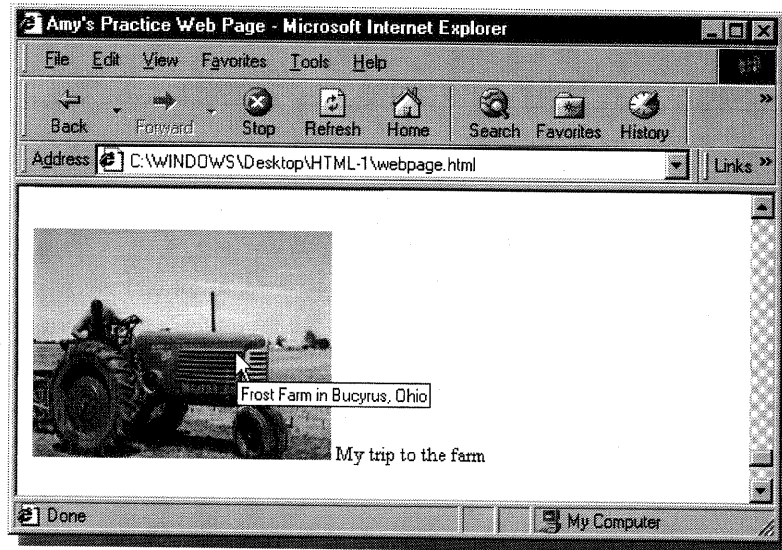 Amy's Practice Web Page - Microsoft Internet Explorer
File Edit View Favorites Tools Help
Back Forward Stop Refresh Home Search Favorites History »
Address C:\WINDOWS\Desktop\HTML-1\webpage.html Links »
Frost Farm in Bucyrus, Ohio
My trip to the farm
Done My Computer